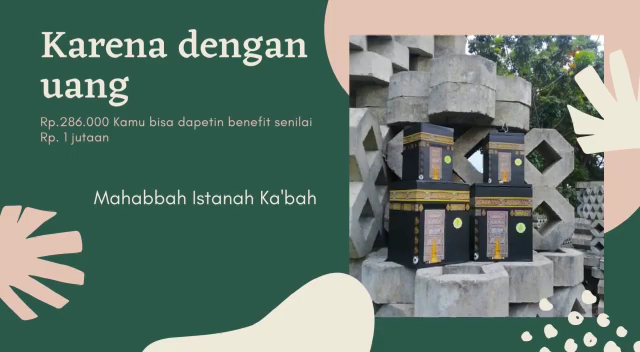 Karena dengan
uang
Rp.286.000 Kamu bisa dapetin benefit senilai
Rp. 1 jutaan
Mahabbah Istanah Ka'bah